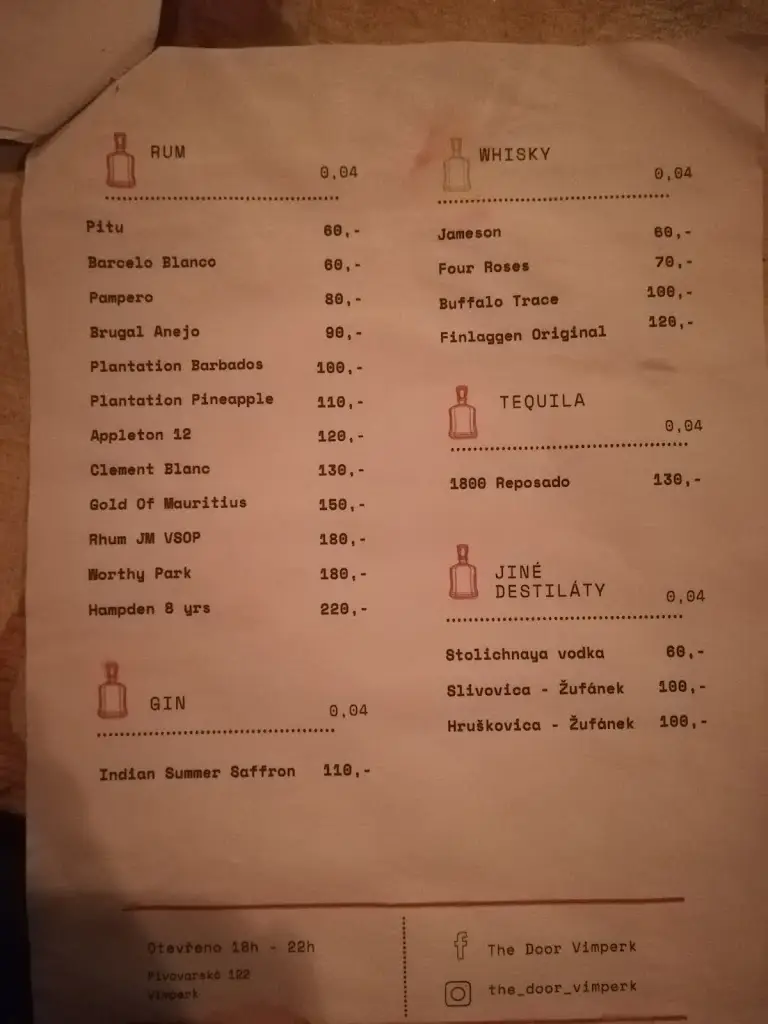 RUM
0,04
Pitu 60,-
Barcelo Blanco 60,-
Pampero 80,-
Brugal Anejo 90,-
Plantation Barbados 100,-
Plantation Pineapple 110,-
Appleton 12 120,-
Clement Blanc 130,-
Gold Of Mauritius 150,-
Rhum JM VSOP 180,-
Worthy Park 180,-
Hampden 8 yrs 220,-
GIN
0,04
Indian Summer Saffron 110,-
WHISKY
0,04
Jameson 60,-
Four Roses 70,-
Buffalo Trace 100,-
Finlaggen Original 120,-
TEQUILA
0,04
1800 Reposado 130,-
JINÉ
DESTILÁTY
0,04
Stolichnaya vodka 60,-
Slivovica - Žufánek 100,-
Hruškovica - Žufánek 100,-
Otevřeno 18h - 22h
Pivovarská 122
Vimperk
The Door Vimperk
the_door_vimperk